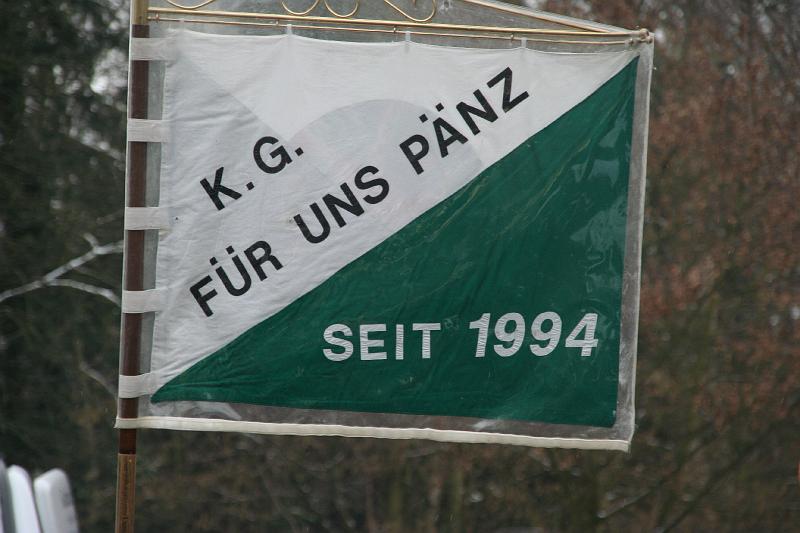 K.G.
FÜR UNS PÄNZ
SEIT 1994